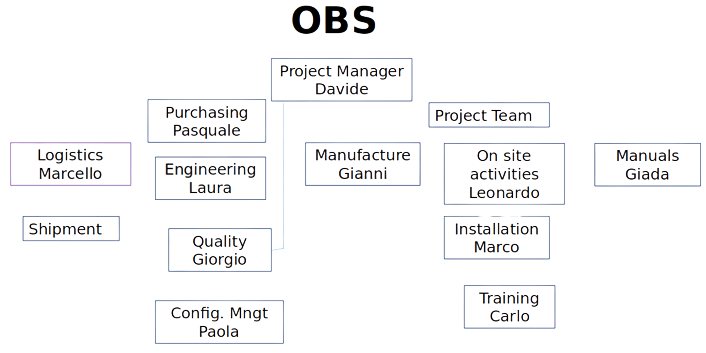 OBS
Project Manager
Davide
Purchasing
Pasquale
Project Team
Logistics
Marcello
Engineering
Laura
Manufacture
Gianni
On site
activities
Leonardo
Manuals
Giada
Shipment
Quality
Giorgio
Installation
Marco
Config. Mngt
Paola
Training
Carlo